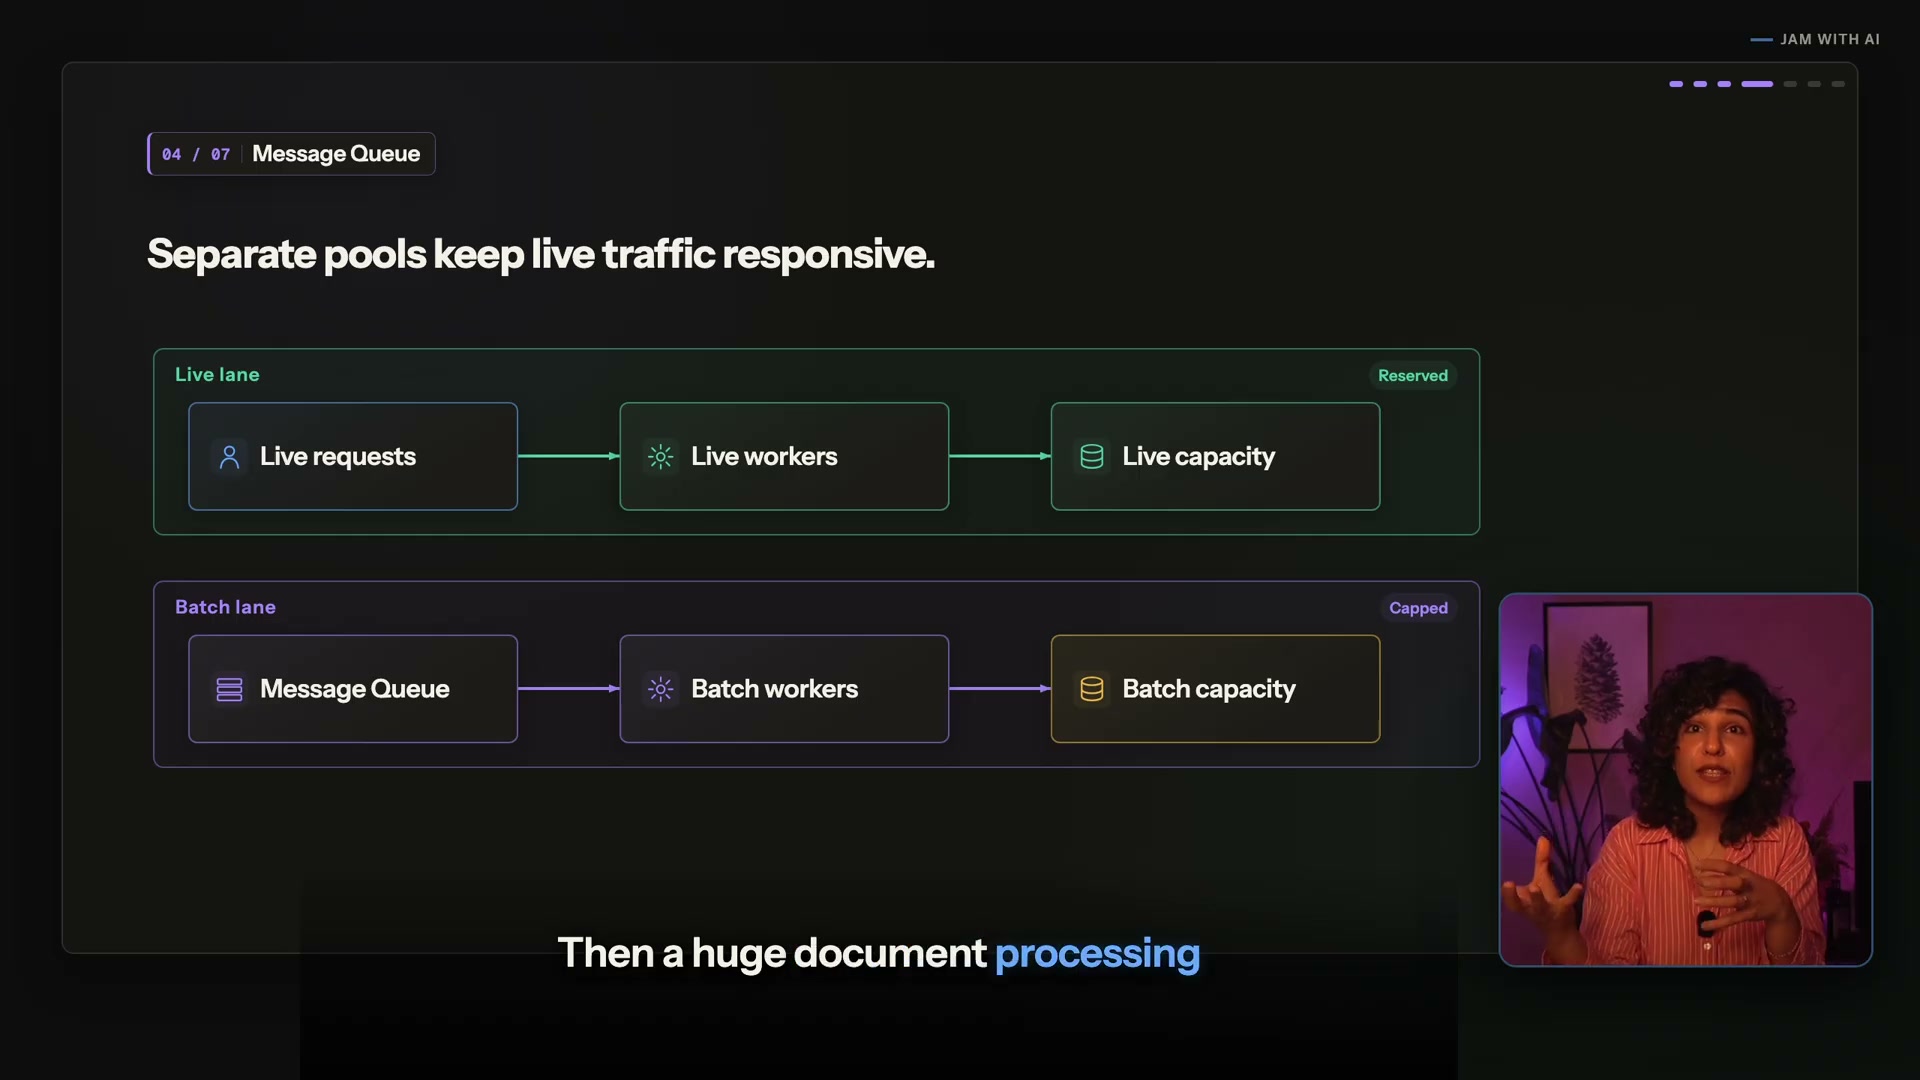 JAM WITH AI
04 / 07 Message Queue
Separate pools keep live traffic responsive.
Live lane
Reserved
Live requests
Live workers
Live capacity
Batch lane
Capped
Message Queue
Batch workers
Batch capacity
Then a huge document processing